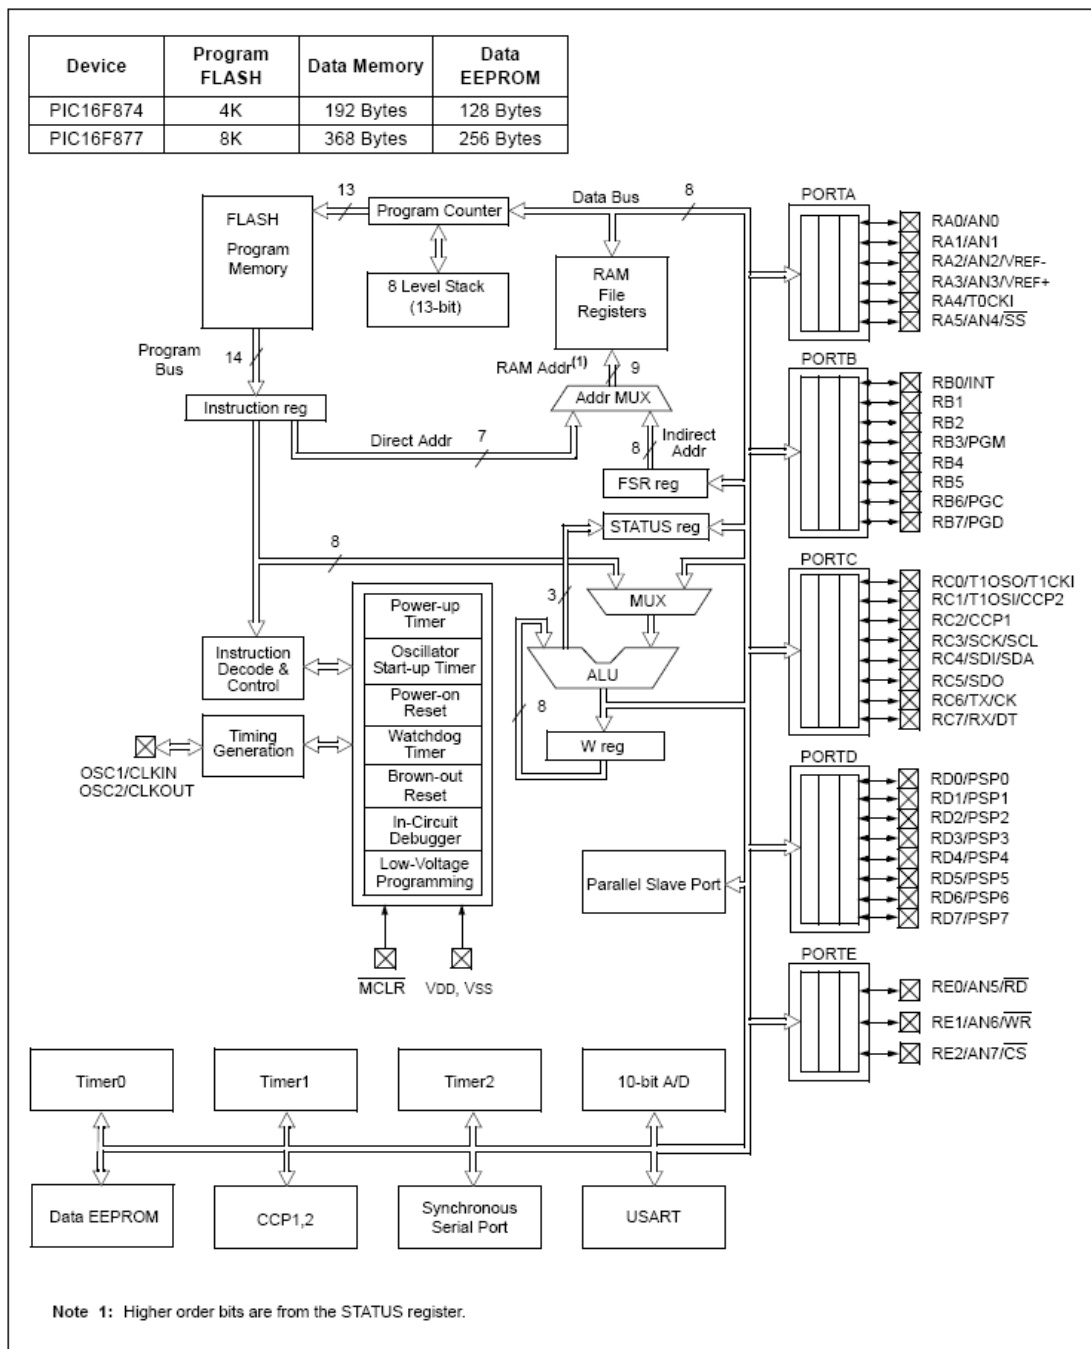 Device Program FLASH Data Memory Data EEPROM
PIC16F874 4K 192 Bytes 128 Bytes
PIC16F877 8K 368 Bytes 256 Bytes
FLASH
Program
Memory
13
Program Counter
8 Level Stack
(13-bit)
Data Bus
8
RAM
File
Registers
Program
Bus
14
RAM Addr(1)
9
Addr MUX
Instruction reg
Direct Addr
7
8
Indirect
Addr
FSR reg
STATUS reg
8
3
MUX
ALU
8
W reg
Instruction
Decode &
Control
Timing
Generation
OSC1/CLKIN
OSC2/CLKOUT
Power-up
Timer
Oscillator
Start-up Timer
Power-on
Reset
Watchdog
Timer
Brown-out
Reset
In-Circuit
Debugger
Low-Voltage
Programming
MCLR
VDD, VSS
Parallel Slave Port
PORTA
RA0/AN0
RA1/AN1
RA2/AN2/VREF-
RA3/AN3/VREF+
RA4/T0CKI
RA5/AN4/SS
PORTB
RB0/INT
RB1
RB2
RB3/PGM
RB4
RB5
RB6/PGC
RB7/PGD
PORTC
RC0/T1OSO/T1CKI
RC1/T1OSI/CCP2
RC2/CCP1
RC3/SCK/SCL
RC4/SDI/SDA
RC5/SDO
RC6/TX/CK
RC7/RX/DT
PORTD
RD0/PSP0
RD1/PSP1
RD2/PSP2
RD3/PSP3
RD4/PSP4
RD5/PSP5
RD6/PSP6
RD7/PSP7
PORTE
RE0/AN5/RD
RE1/AN6/WR
RE2/AN7/CS
Timer0
Timer1
Timer2
10-bit A/D
Data EEPROM
CCP1,2
Synchronous
Serial Port
USART
Note 1: Higher order bits are from the STATUS register.